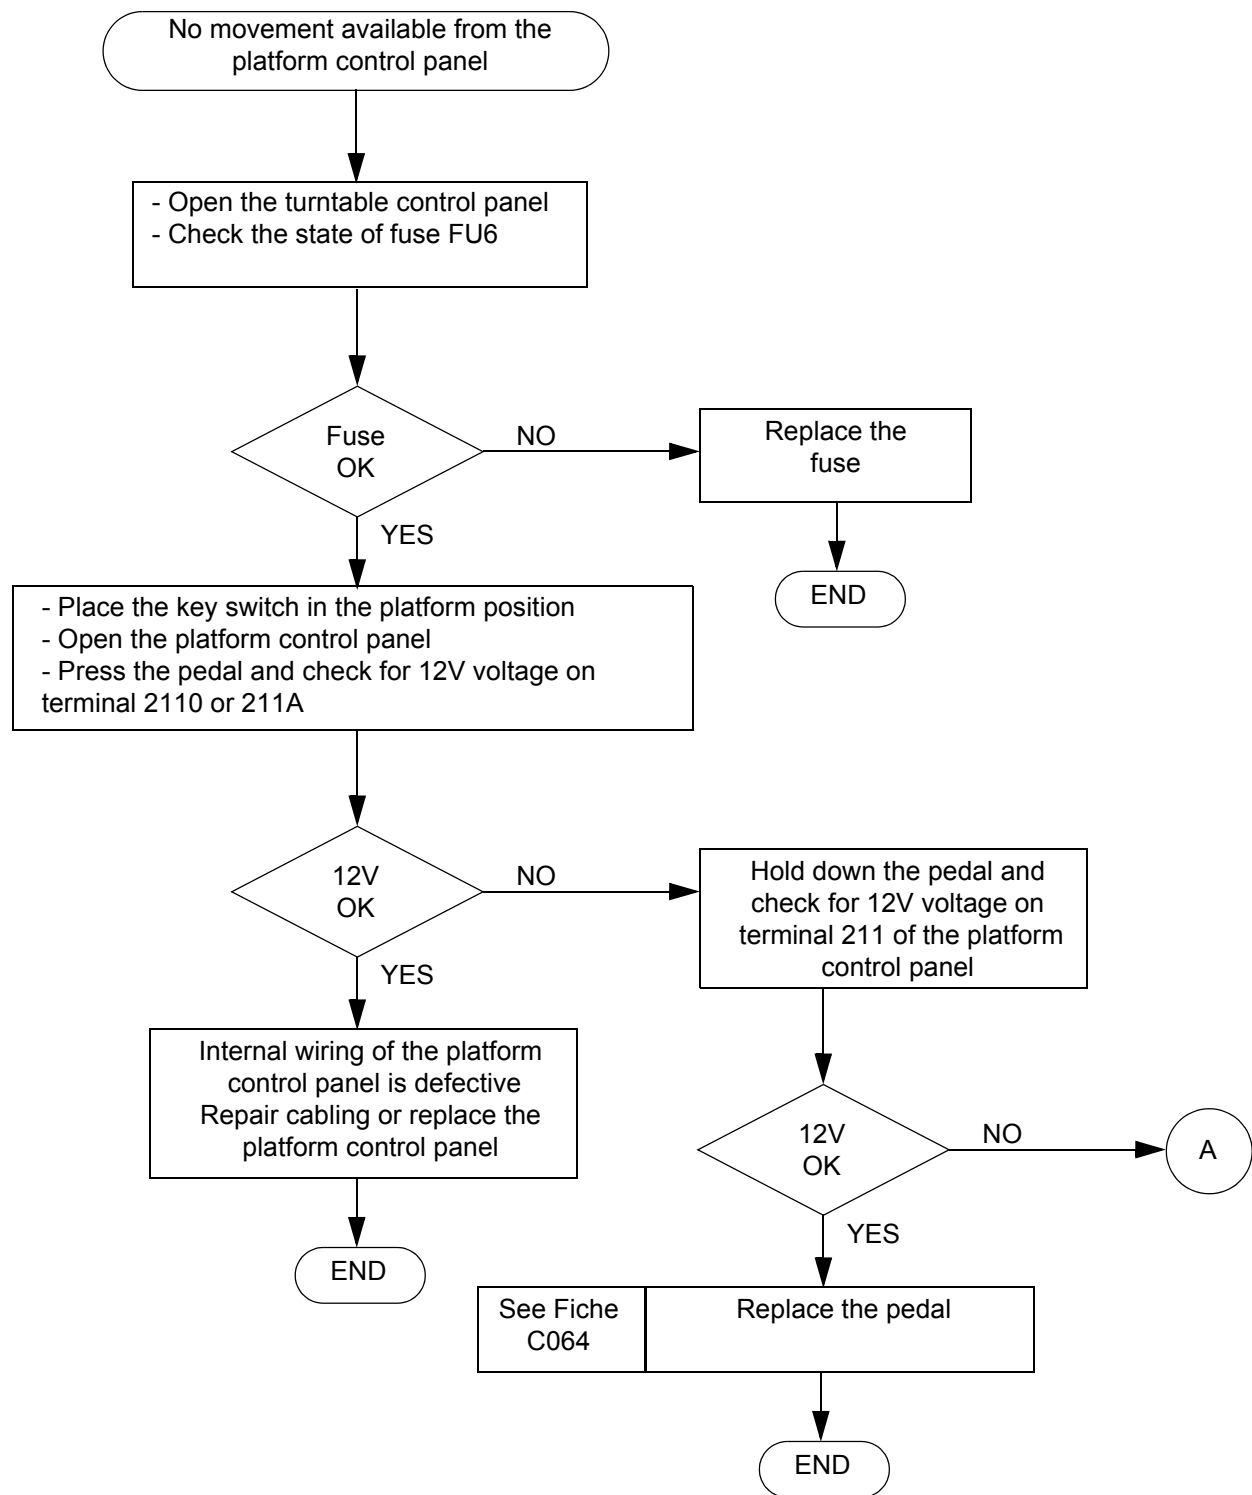 No movement available from the
platform control panel
- Open the turntable control panel
- Check the state of fuse FU6
Fuse
OK
NO
Replace the
fuse
YES
END
- Place the key switch in the platform position
- Open the platform control panel
- Press the pedal and check for 12V voltage on
terminal 2110 or 211A
12V
OK
NO
Hold down the pedal and
check for 12V voltage on
terminal 211 of the platform
control panel
YES
Internal wiring of the platform
control panel is defective
Repair cabling or replace the
platform control panel
12V
OK
NO
A
YES
END
See Fiche
C064
Replace the pedal
END